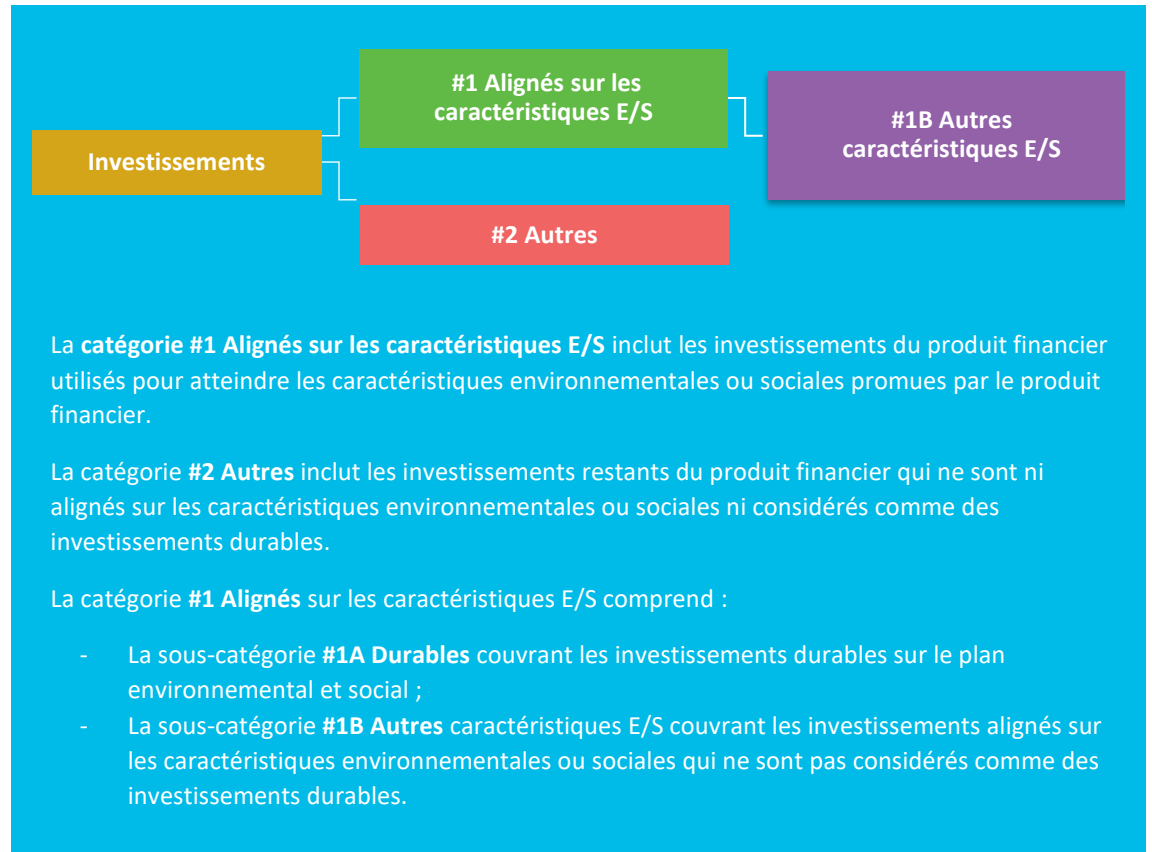 #1 Alignés sur les
caractéristiques E/S
#1B Autres
caractéristiques E/S
Investissements
#2 Autres
La catégorie #1 Alignés sur les caractéristiques E/S inclut les investissements du produit financier
utilisés pour atteindre les caractéristiques environnementales ou sociales promues par le produit
financier.
La catégorie #2 Autres inclut les investissements restants du produit financier qui ne sont ni
alignés sur les caractéristiques environnementales ou sociales ni considérés comme des
investissements durables.
La catégorie #1 Alignés sur les caractéristiques E/S comprend :
- La sous-catégorie #1A Durables couvrant les investissements durables sur le plan
environnemental et social ;
- La sous-catégorie #1B Autres caractéristiques E/S couvrant les investissements alignés sur
les caractéristiques environnementales ou sociales qui ne sont pas considérés comme des
investissements durables.